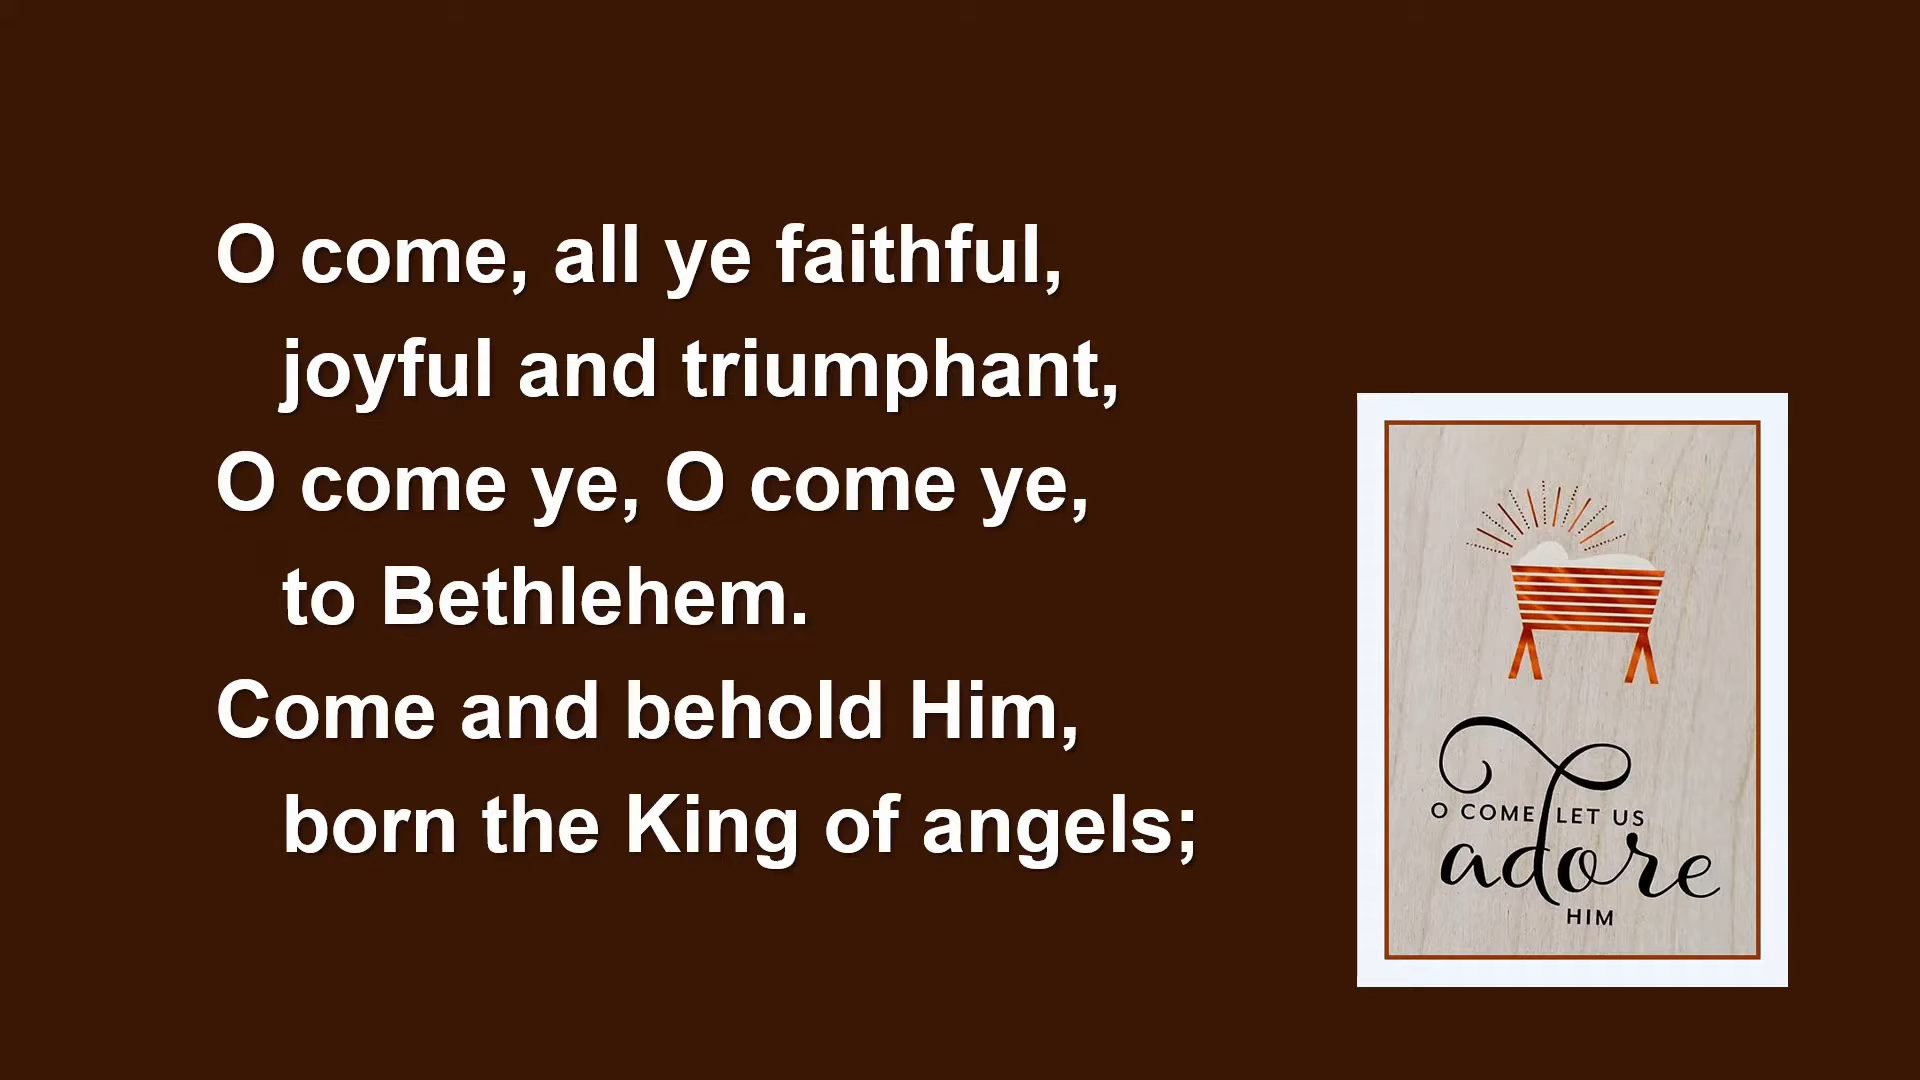 O come, all ye faithful,
joyful and triumphant,
O come ye, O come ye,
to Bethlehem.
Come and behold Him,
born the King of angels;
O COME LET US
adore
HIM